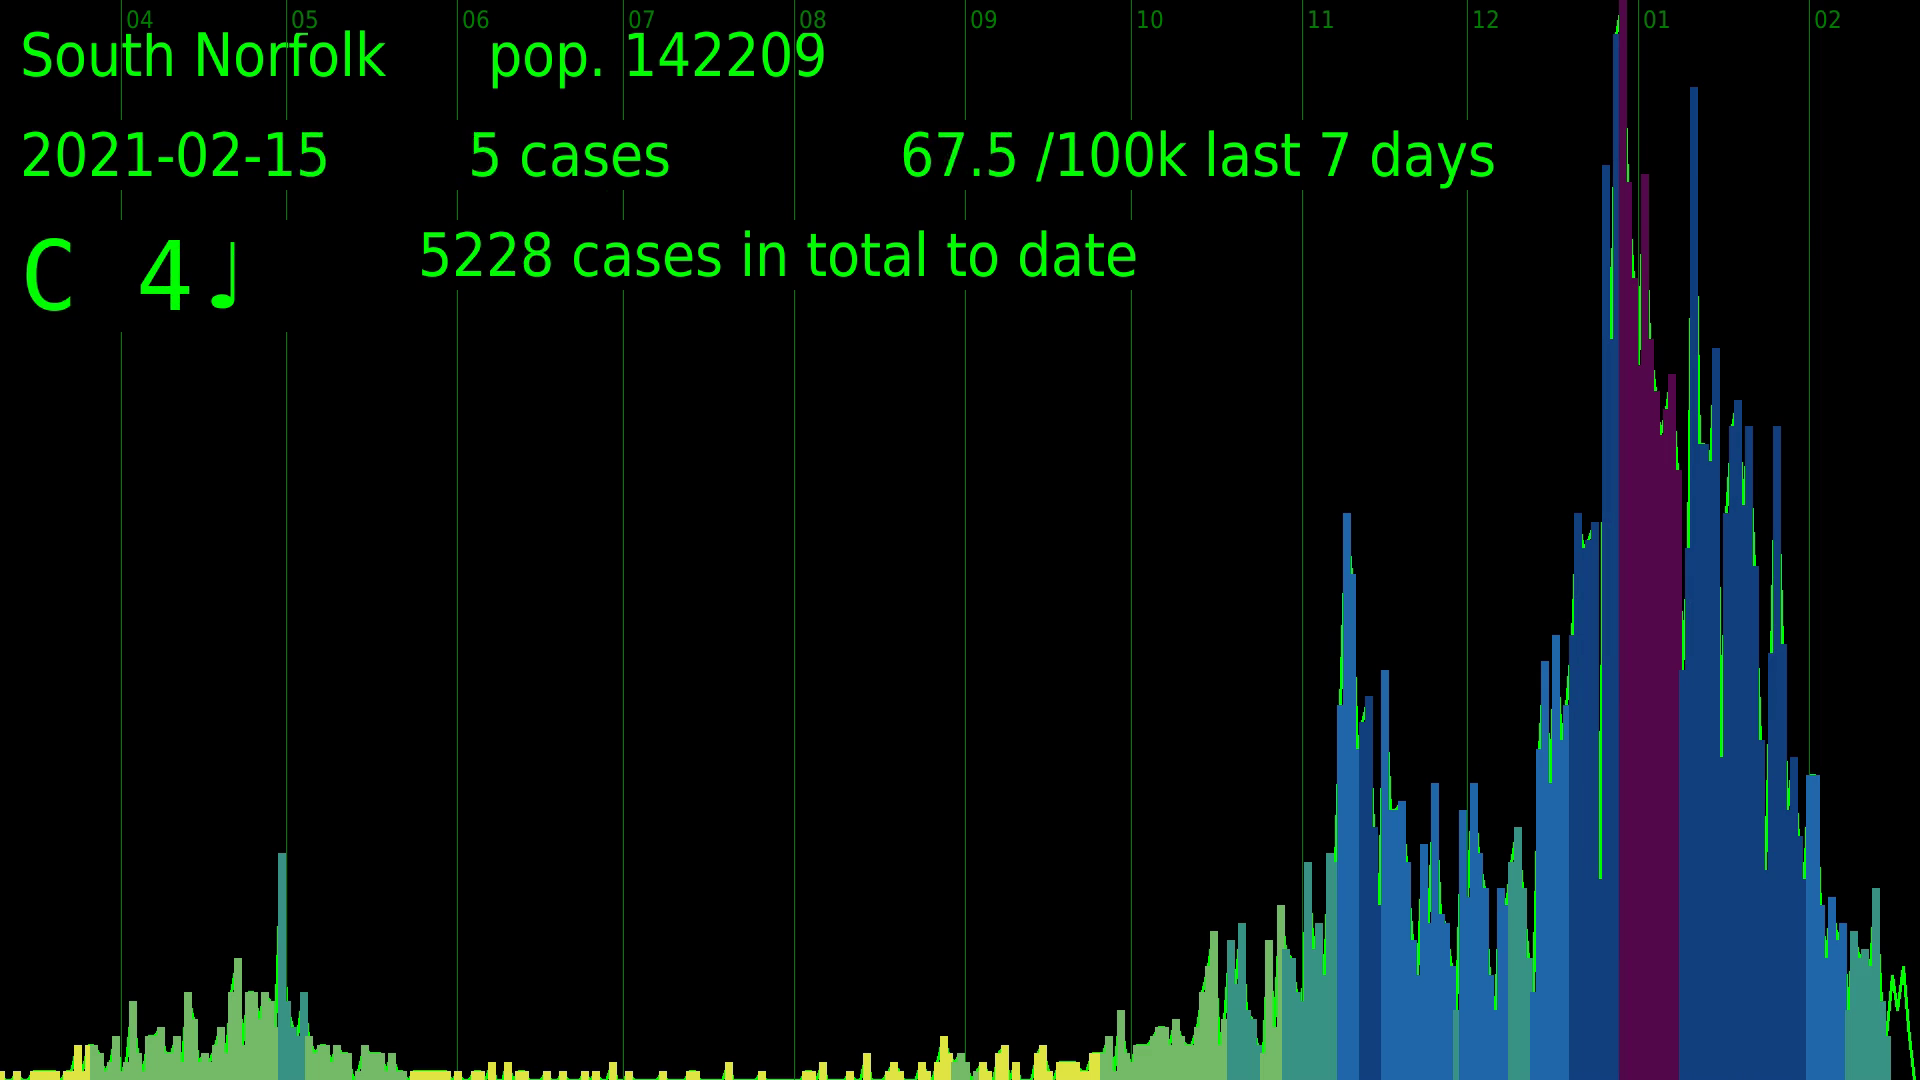 04 05 06 07 08 09 10 11 12 01 02
South Norfolk pop. 142209
2021-02-15 5 cases 67.5 /100k last 7 days
C 4♩ 5228 cases in total to date